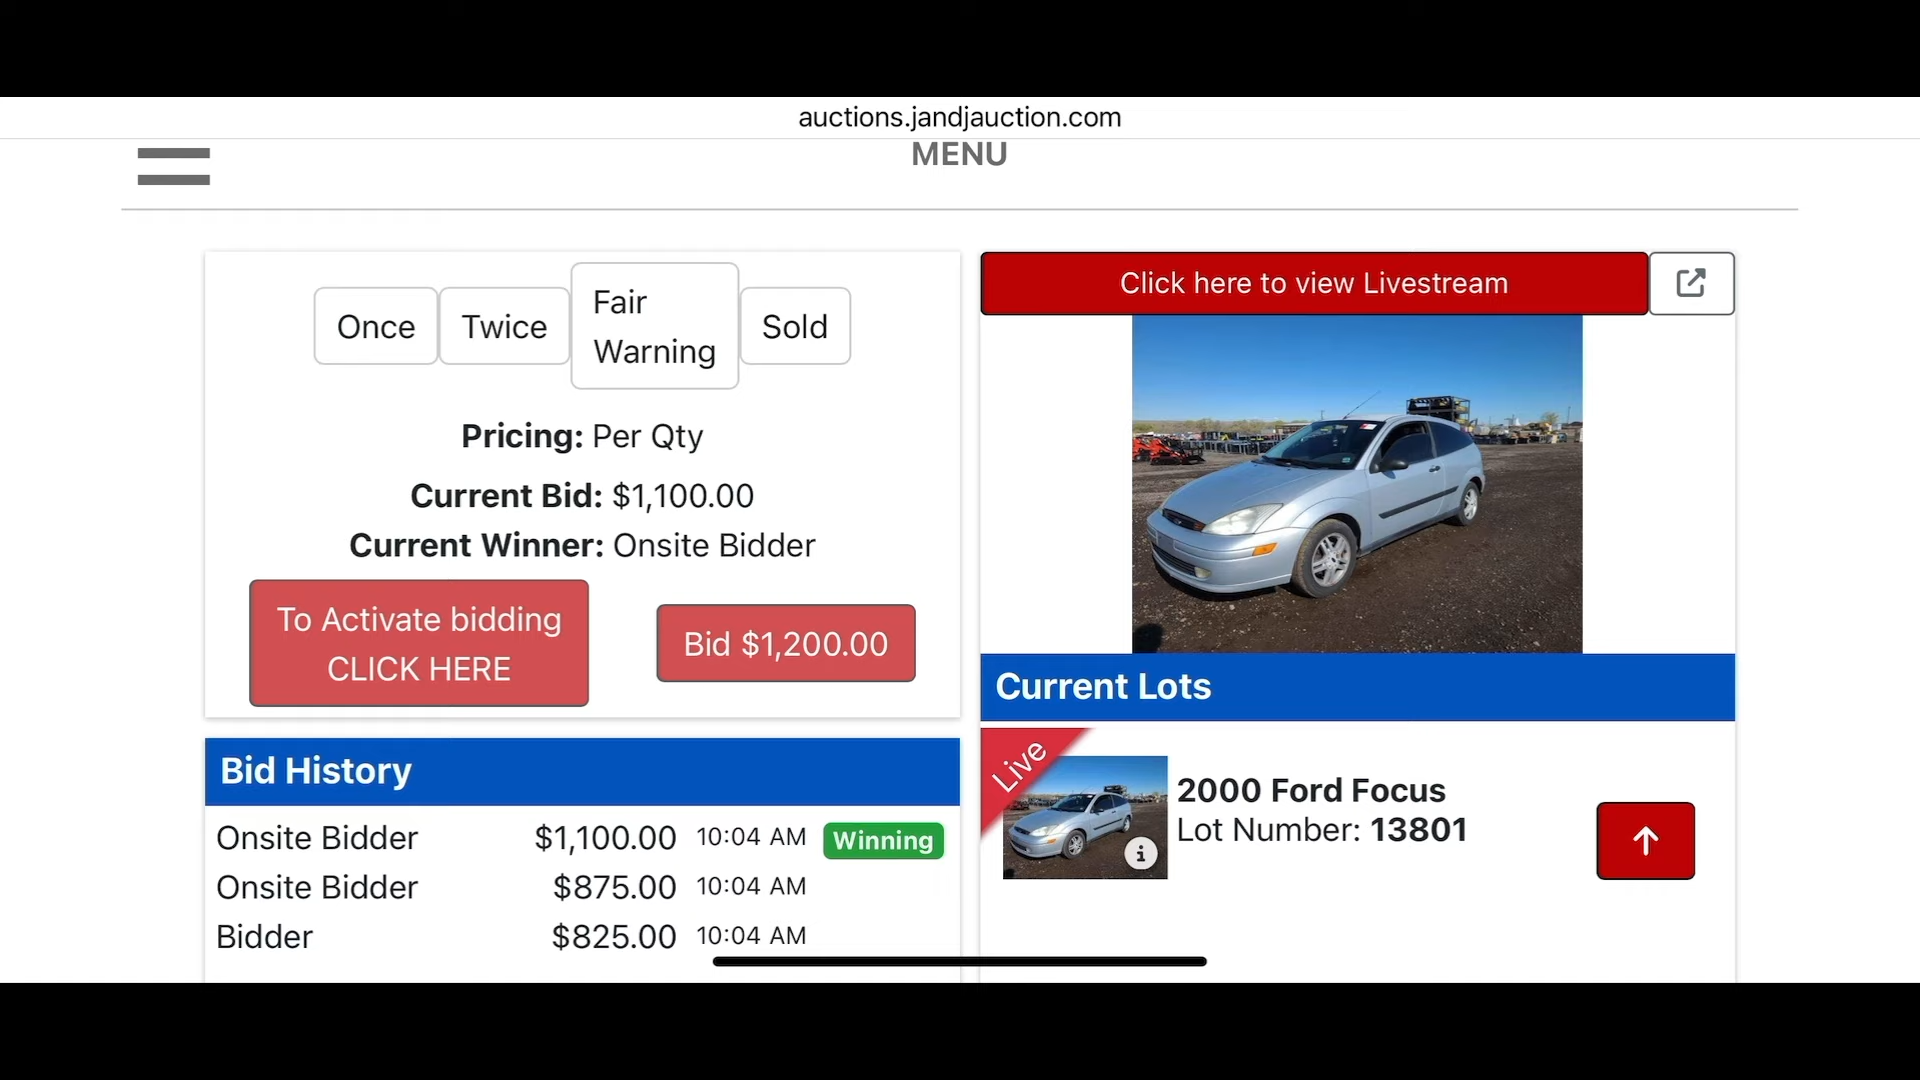 auctions.jandjauction.com
MENU
Once
Twice
Fair
Warning
Sold
Pricing: Per Qty
Current Bid: $1,100.00
Current Winner: Onsite Bidder
To Activate bidding
CLICK HERE
Bid $1,200.00
Bid History
Onsite Bidder $1,100.00 10:04 AM Winning
Onsite Bidder $875.00 10:04 AM
Bidder $825.00 10:04 AM
Click here to view Livestream
Current Lots
Live
2000 Ford Focus
Lot Number: 13801